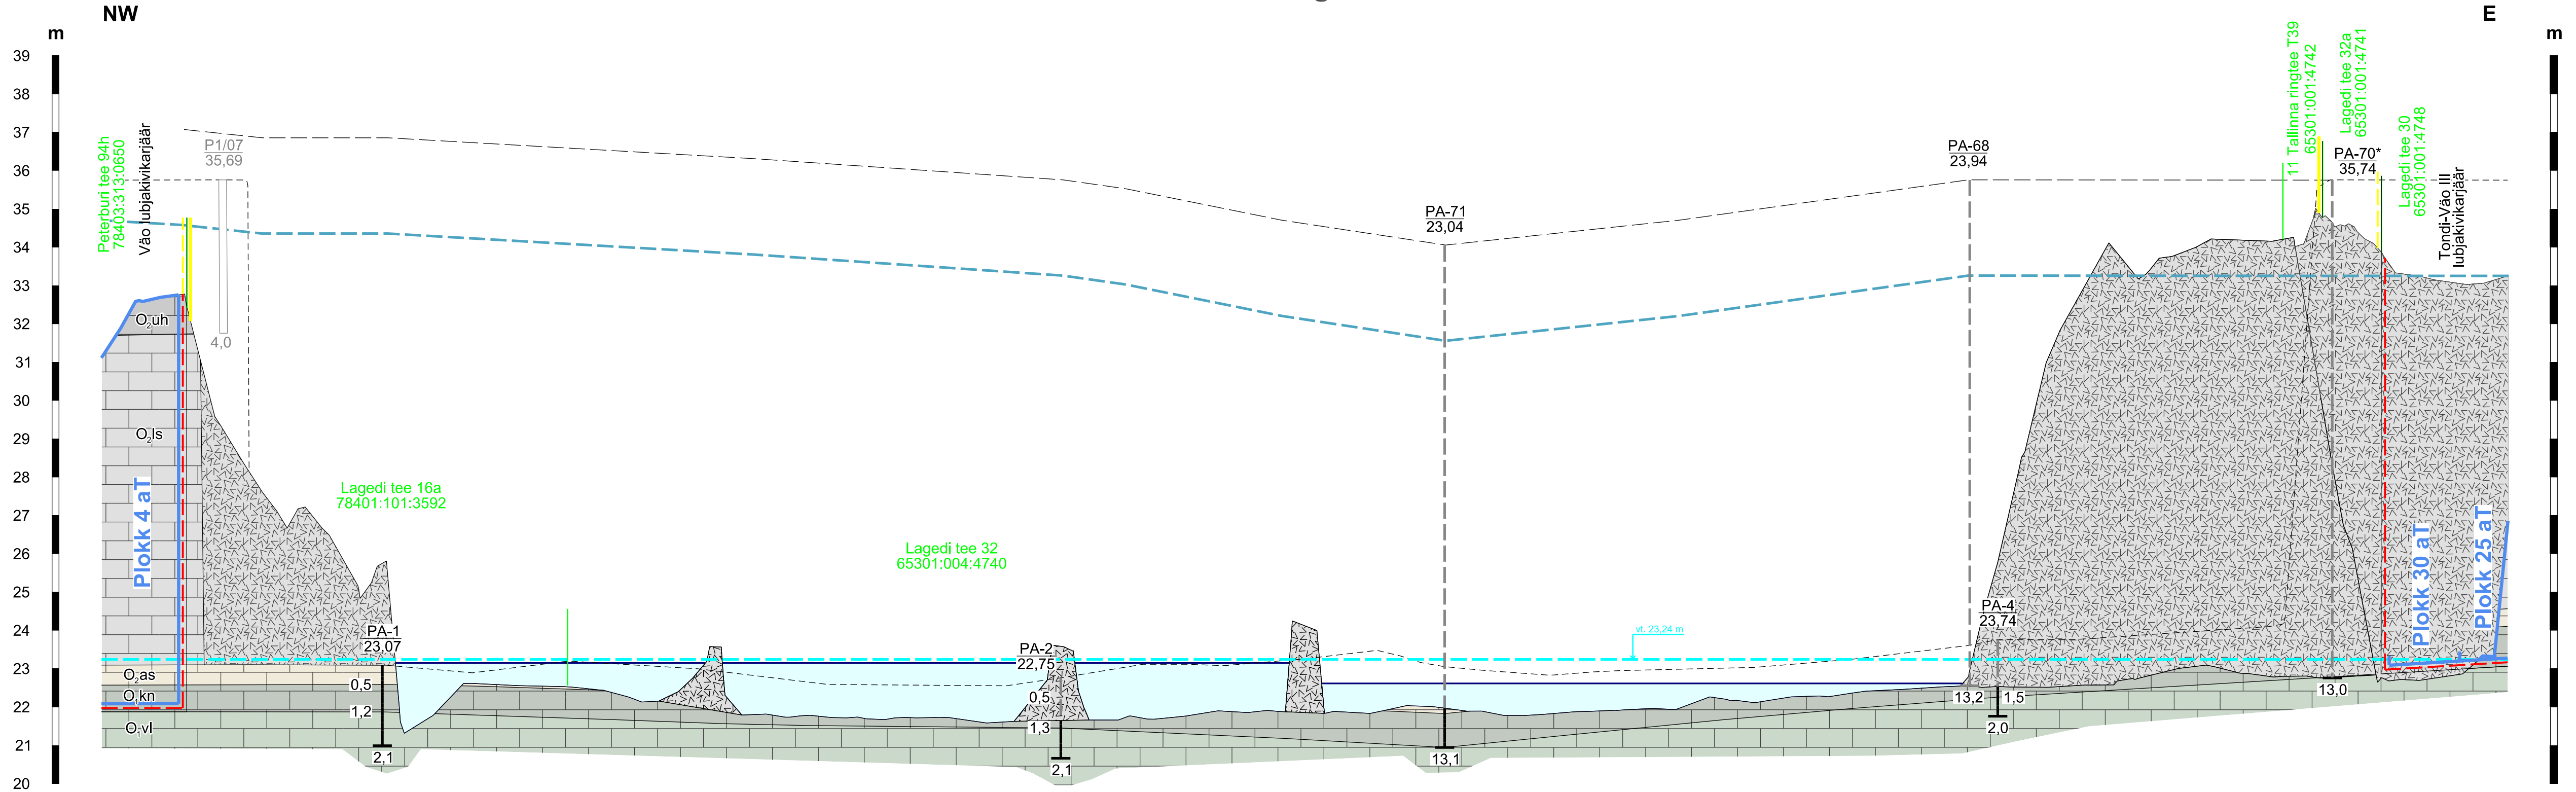 NW
E
m
m
39
38
37
36
35
34
33
32
31
30
29
28
27
26
25
24
23
22
21
20
Peterburi tee 94h
78403:313:0650
Väo lubjakivikarjäär
P1/07
35,69
4,0
O₂uh
O₂ls
Plokk 4 aT
O₂as
O₁kn
O₁vl
Lagedi tee 16a
78401:101:3592
PA-1
23,07
0,5
1,2
2,1
Lagedi tee 32
65301:004:4740
PA-2
22,75
0,5
1,3
2,1
PA-71
23,04
13,1
vt. 23,24 m
PA-68
23,94
13,2
PA-4
23,74
1,5
2,0
11 Tallinna ringtee T39
65301:001:4742
Lagedi tee 32a
65301:001:4741
PA-70*
35,74
13,0
Lagedi tee 30
65301:001:4748
Tondi-Väo III
lubjakivikarjäär
Plokk 30 aT
Plokk 25 aT